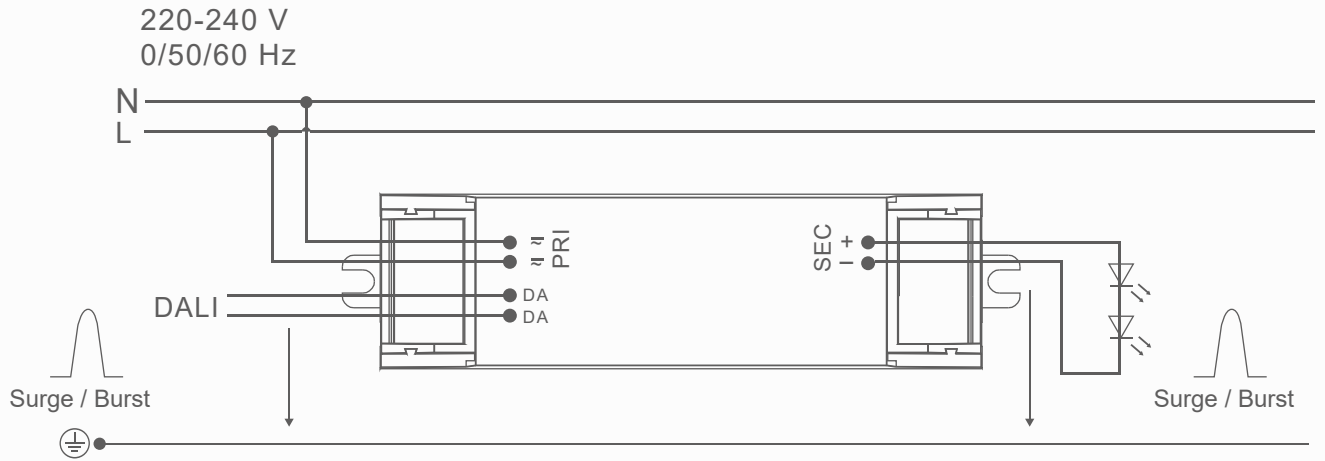 220-240 V
0/50/60 Hz
N
L
PRI
SEC
+
−
DALI
DA
DA
Surge / Burst
Surge / Burst